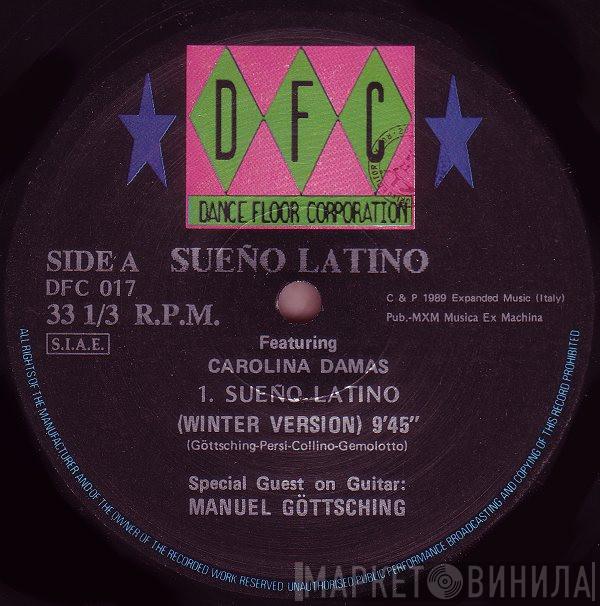 DFC
DANCE FLOOR CORPORATION
SIDE A SUEÑO LATINO
DFC 017
33 1/3 R.P.M.
S.I.A.E.
C & P 1989 Expanded Music (Italy)
Pub.-MXM Musica Ex Machina
Featuring
CAROLINA DAMAS
1. SUEÑO LATINO
(WINTER VERSION) 9'45"
(Göttsching-Persi-Collino-Gemolotto)
Special Guest on Guitar:
MANUEL GÖTTSCHING
ALL RIGHTS OF THE MANUFACTURER AND OF THE OWNER OF THE RECORDED WORK RESERVED UNAUTHORISED PUBLIC PERFORMANCE BROADCASTING AND COPYING OF THIS RECORD PROHIBITED
МАРКЕТ ВИНИЛА